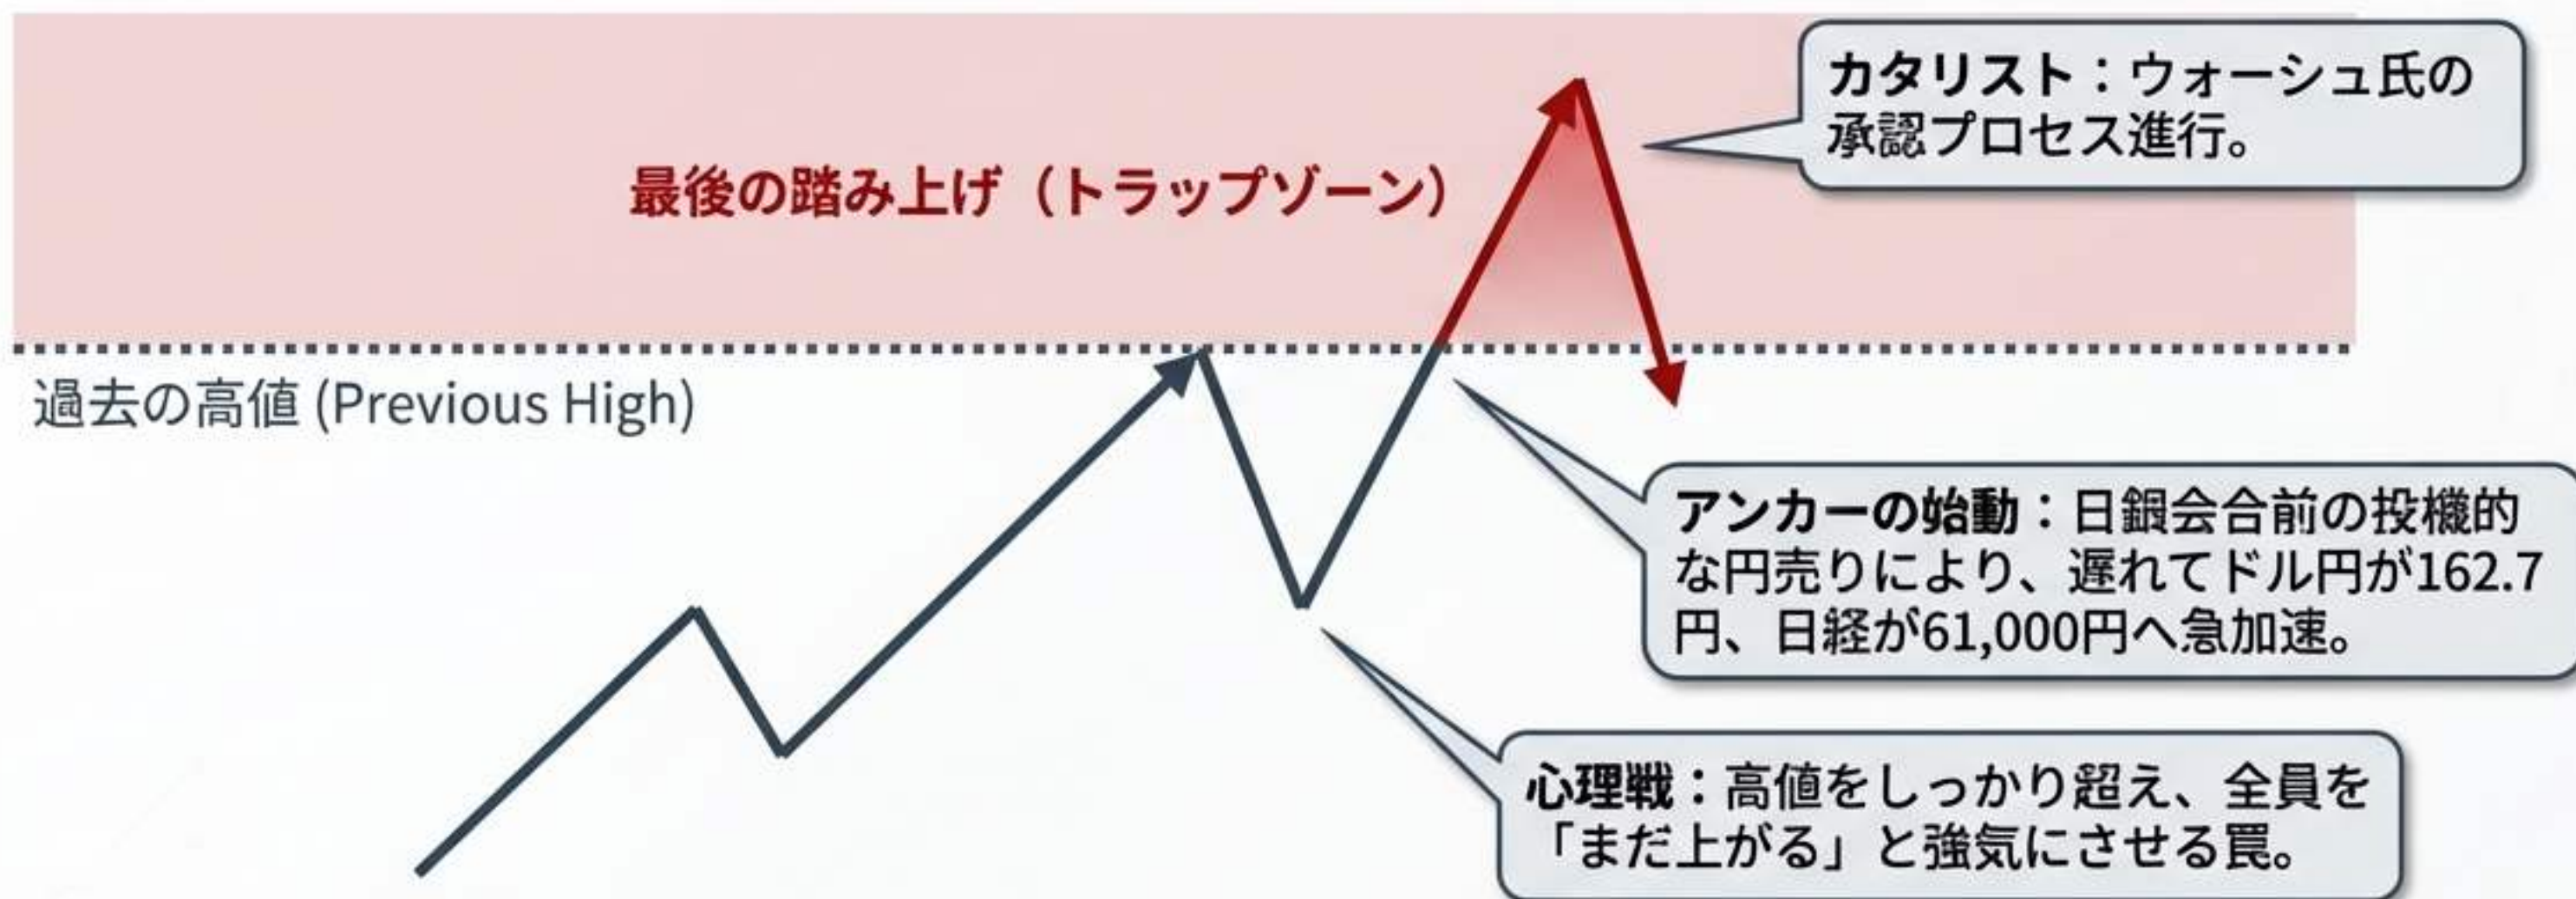 カタリスト：ウォーシュ氏の
承認プロセス進行。
最後の踏み上げ（トラップゾーン）
過去の高値 (Previous High)
アンカーの始動：日銀会合前の投機的
な円売りにより、遅れてドル円が162.7
円、日経が61,000円へ急加速。
心理戦：高値をしっかり超え、全員を
「まだ上がる」と強気にさせる罠。